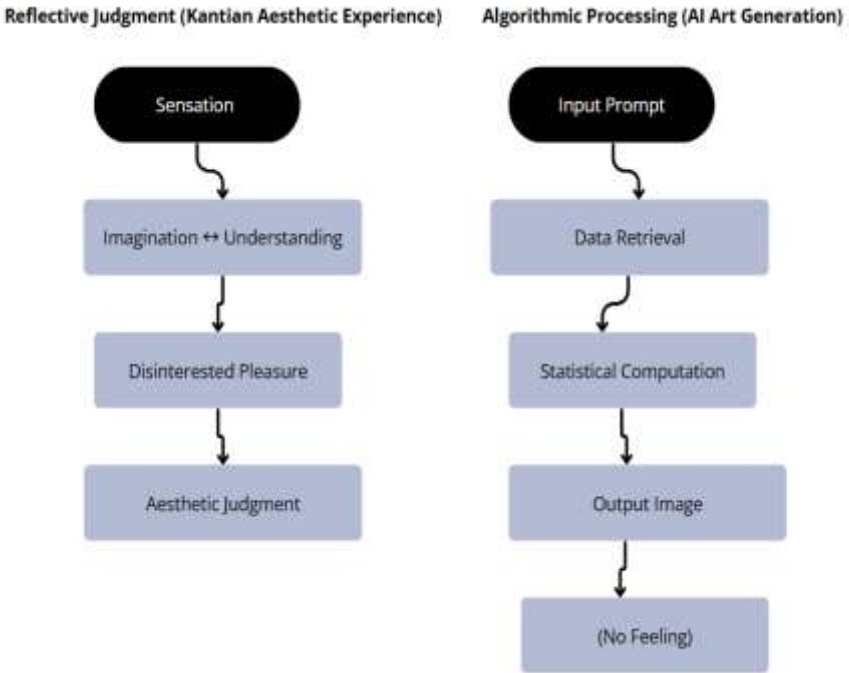 Reflective Judgment (Kantian Aesthetic Experience)
Sensation
Imagination ↔ Understanding
Disinterested Pleasure
Aesthetic Judgment
Algorithmic Processing (AI Art Generation)
Input Prompt
Data Retrieval
Statistical Computation
Output Image
(No Feeling)